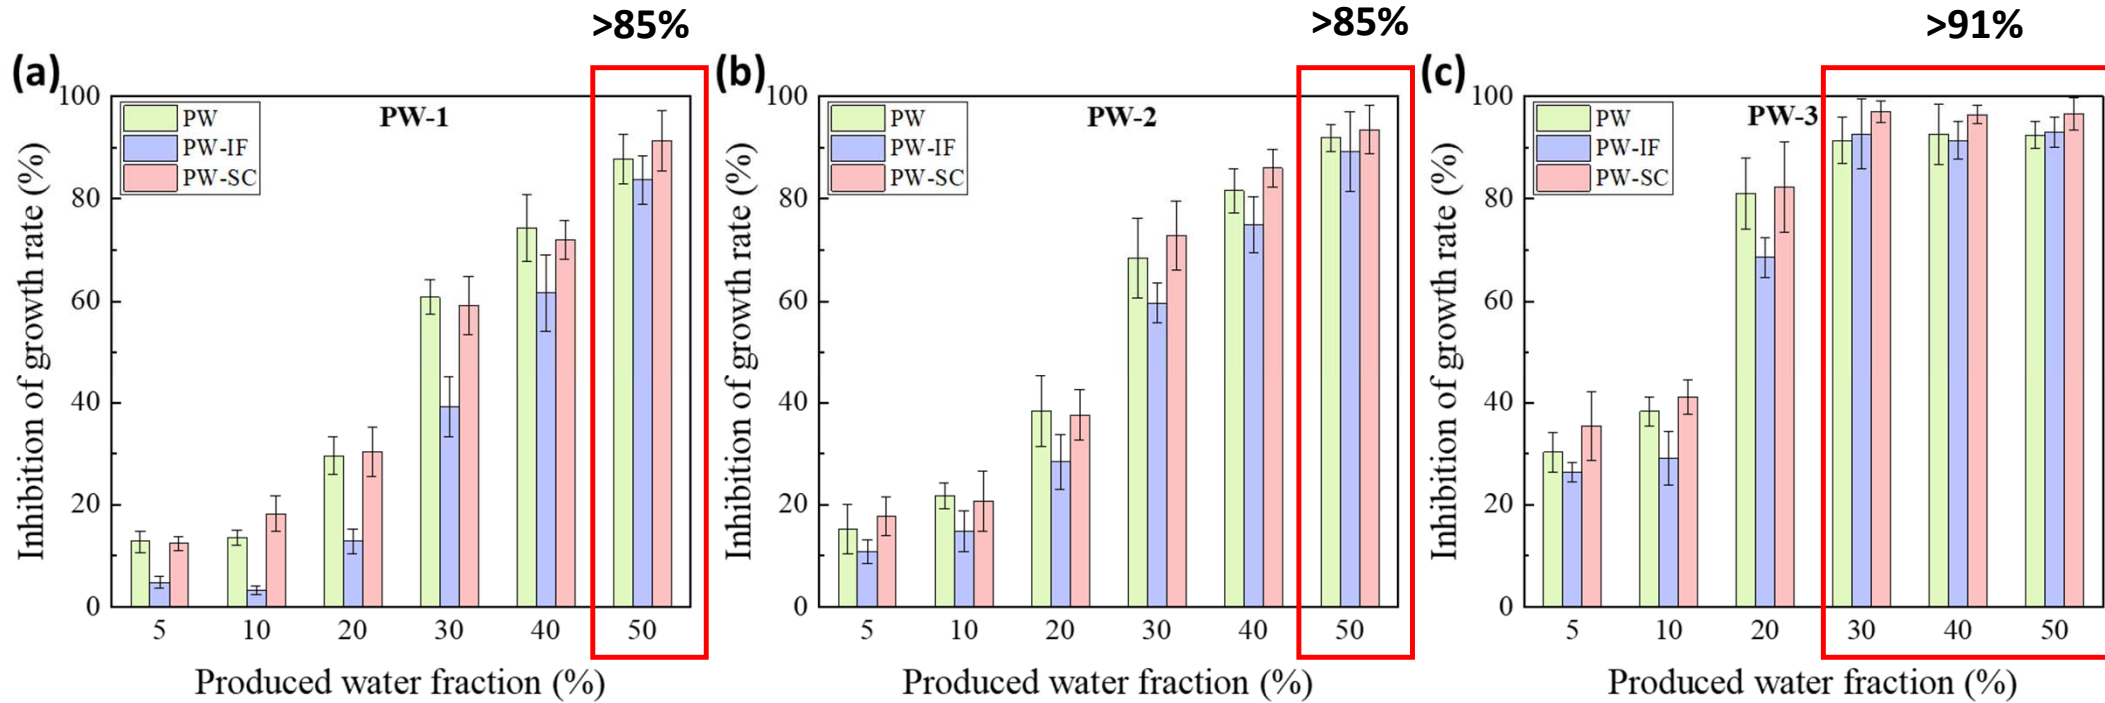 >85%
(a)
PW-1
PW
PW-IF
PW-SC
Inhibition of growth rate (%)
100
80
60
40
20
0
5 10 20 30 40 50
Produced water fraction (%)
>85%
(b)
PW-2
PW
PW-IF
PW-SC
Inhibition of growth rate (%)
100
80
60
40
20
0
5 10 20 30 40 50
Produced water fraction (%)
>91%
(c)
PW-3
PW
PW-IF
PW-SC
Inhibition of growth rate (%)
100
80
60
40
20
0
5 10 20 30 40 50
Produced water fraction (%)